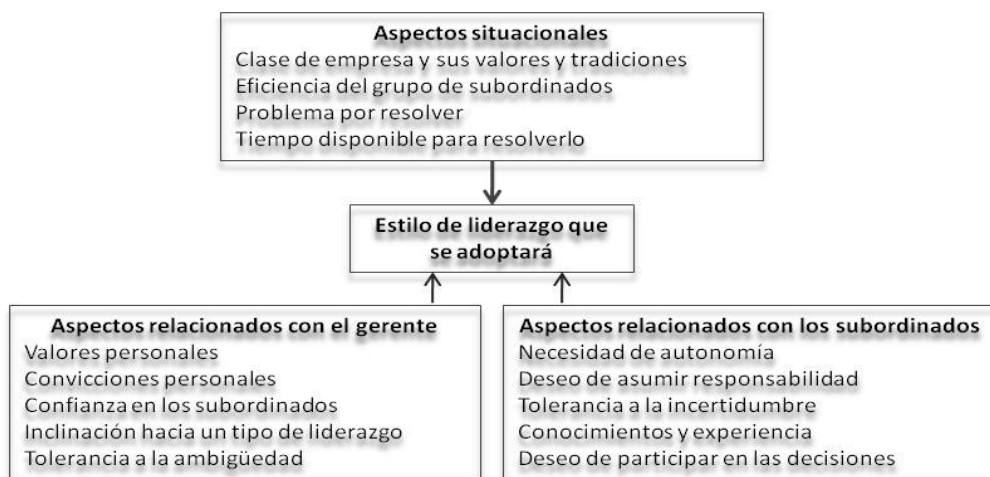 Aspectos situacionales
Clase de empresa y sus valores y tradiciones
Eficiencia del grupo de subordinados
Problema por resolver
Tiempo disponible para resolverlo
Estilo de liderazgo que
se adoptará
Aspectos relacionados con el gerente
Valores personales
Convicciones personales
Confianza en los subordinados
Inclinación hacia un tipo de liderazgo
Tolerancia a la ambigüedad
Aspectos relacionados con los subordinados
Necesidad de autonomía
Deseo de asumir responsabilidad
Tolerancia a la incertidumbre
Conocimientos y experiencia
Deseo de participar en las decisiones